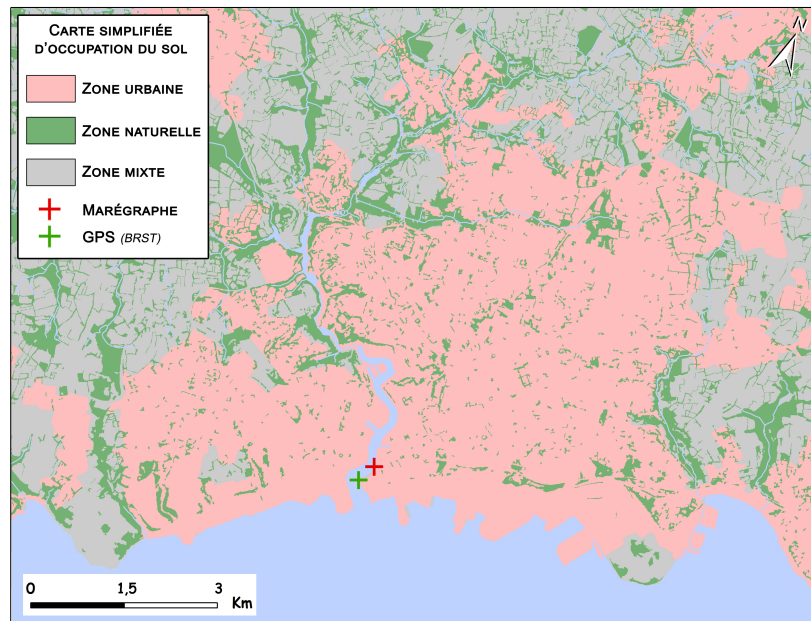 CARTE SIMPLIFIÉE
D'OCCUPATION DU SOL
ZONE URBAINE
ZONE NATURELLE
ZONE MIXTE
MARÉGRAPHE
GPS (BRST)
N
0 1,5 3
Km